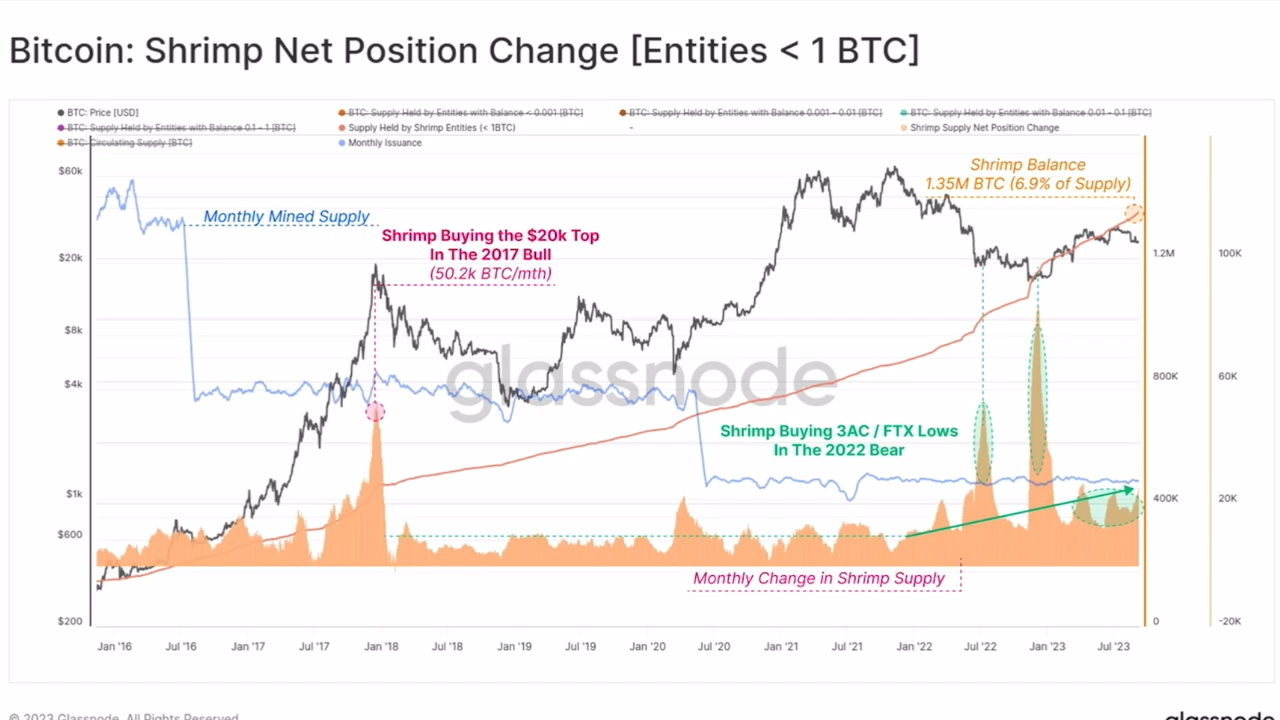 Bitcoin: Shrimp Net Position Change [Entities < 1 BTC]
BTC: Price [USD]
BTC: Supply Held by Entities with Balance < 0.001 [BTC]
BTC: Supply Held by Entities with Balance 0.001 - 0.01 [BTC]
BTC: Supply Held by Entities with Balance 0.01 - 0.1 [BTC]
BTC: Supply Held by Entities with Balance 0.1 - 1 [BTC]
Supply Held by Shrimp Entities (< 1BTC)
-
Shrimp Supply Net Position Change
BTC: Circulating Supply [BTC]
Monthly Issuance
$60k
$20k
$8k
$4k
$1k
$600
$200
Monthly Mined Supply
Shrimp Buying the $20k Top
In The 2017 Bull
(50.2k BTC/mth)
Shrimp Balance
1.35M BTC (6.9% of Supply)
glassnode
Shrimp Buying 3AC / FTX Lows
In The 2022 Bear
Monthly Change in Shrimp Supply
1.2M
800K
400K
0
100K
60K
20K
-20K
Jan '16
Jul '16
Jan '17
Jul '17
Jan '18
Jul '18
Jan '19
Jul '19
Jan '20
Jul '20
Jan '21
Jul '21
Jan '22
Jul '22
Jan '23
Jul '23
© 2023 Glassnode. All Rights Reserved
glassnode